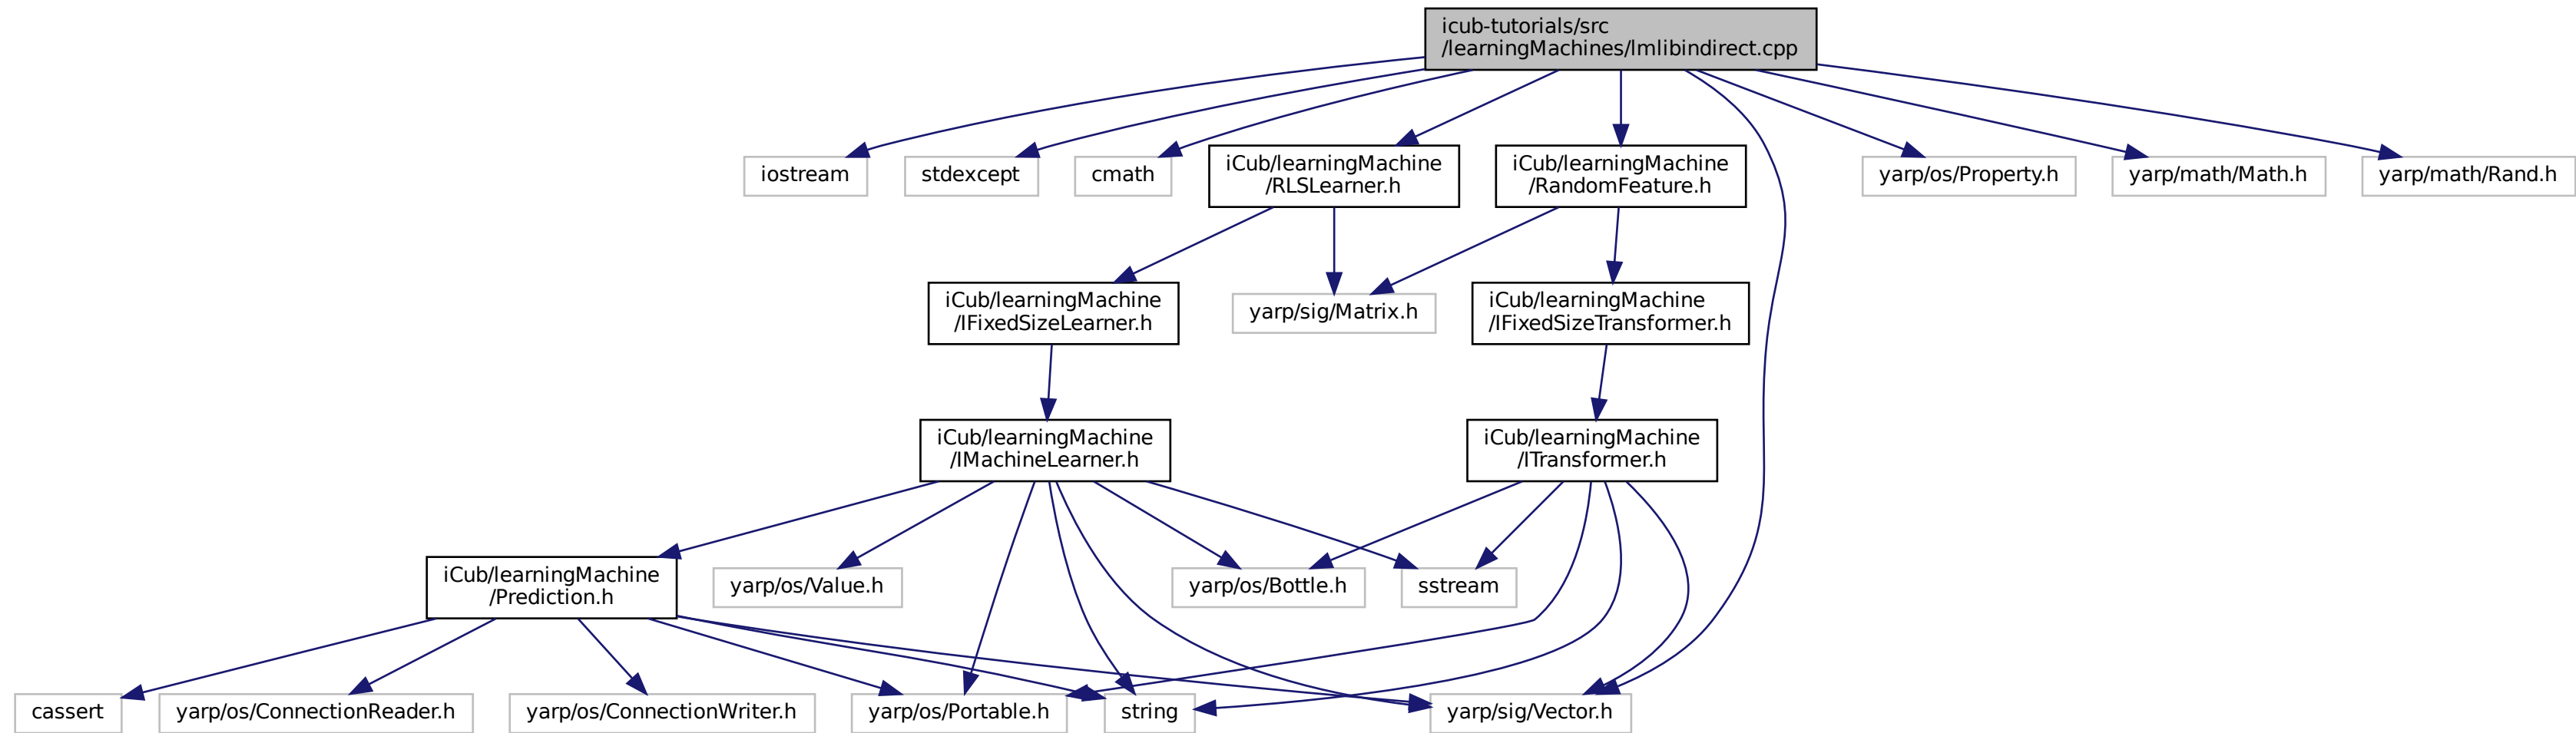 icub-tutorials/src
/learningMachines/lmlibindirect.cpp
iostream
stdexcept
cmath
iCub/learningMachine
/RLSLearner.h
iCub/learningMachine
/RandomFeature.h
yarp/os/Property.h
yarp/math/Math.h
yarp/math/Rand.h
iCub/learningMachine
/IFixedSizeLearner.h
yarp/sig/Matrix.h
iCub/learningMachine
/IFixedSizeTransformer.h
iCub/learningMachine
/IMachineLearner.h
iCub/learningMachine
/ITransformer.h
iCub/learningMachine
/Prediction.h
yarp/os/Value.h
yarp/os/Bottle.h
sstream
cassert
yarp/os/ConnectionReader.h
yarp/os/ConnectionWriter.h
yarp/os/Portable.h
string
yarp/sig/Vector.h